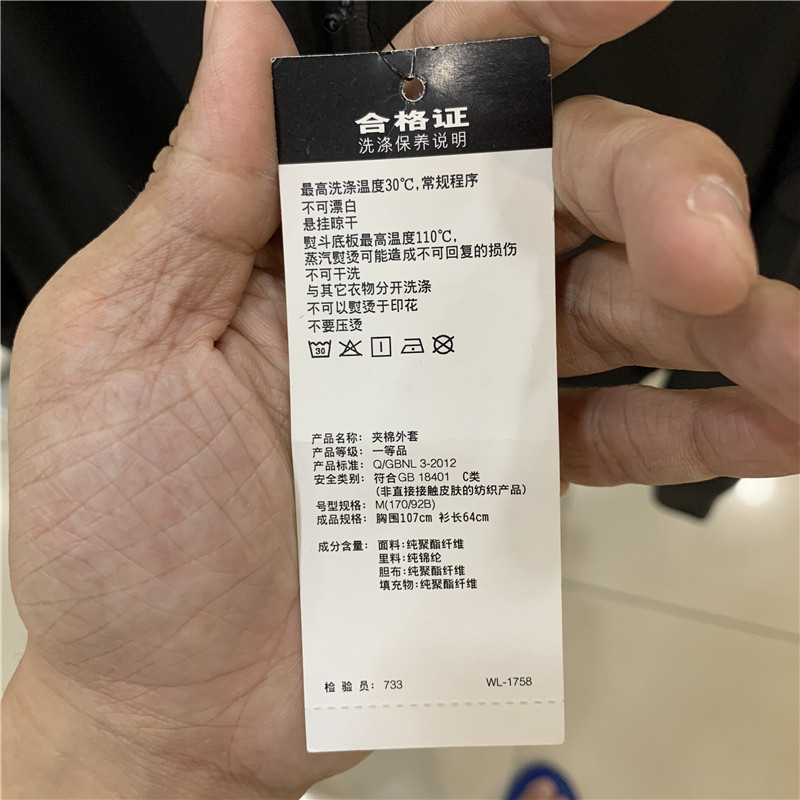 合格证
洗涤保养说明
最高洗涤温度30℃,常规程序
不可漂白
悬挂晾干
熨斗底板最高温度110℃,
蒸汽熨烫可能造成不可回复的损伤
不可干洗
与其它衣物分开洗涤
不可以熨烫于印花
不要压烫
30
产品名称: 夹棉外套
产品等级: 一等品
产品标准: Q/GBNL 3-2012
安全类别: 符合GB 18401 C类
(非直接接触皮肤的纺织产品)
号型规格: M(170/92B)
成品规格: 胸围107cm 衫长64cm
成分含量: 面料:纯聚酯纤维
里料:纯锦纶
胆布:纯聚酯纤维
填充物:纯聚酯纤维
检 验 员: 733 WL-1758